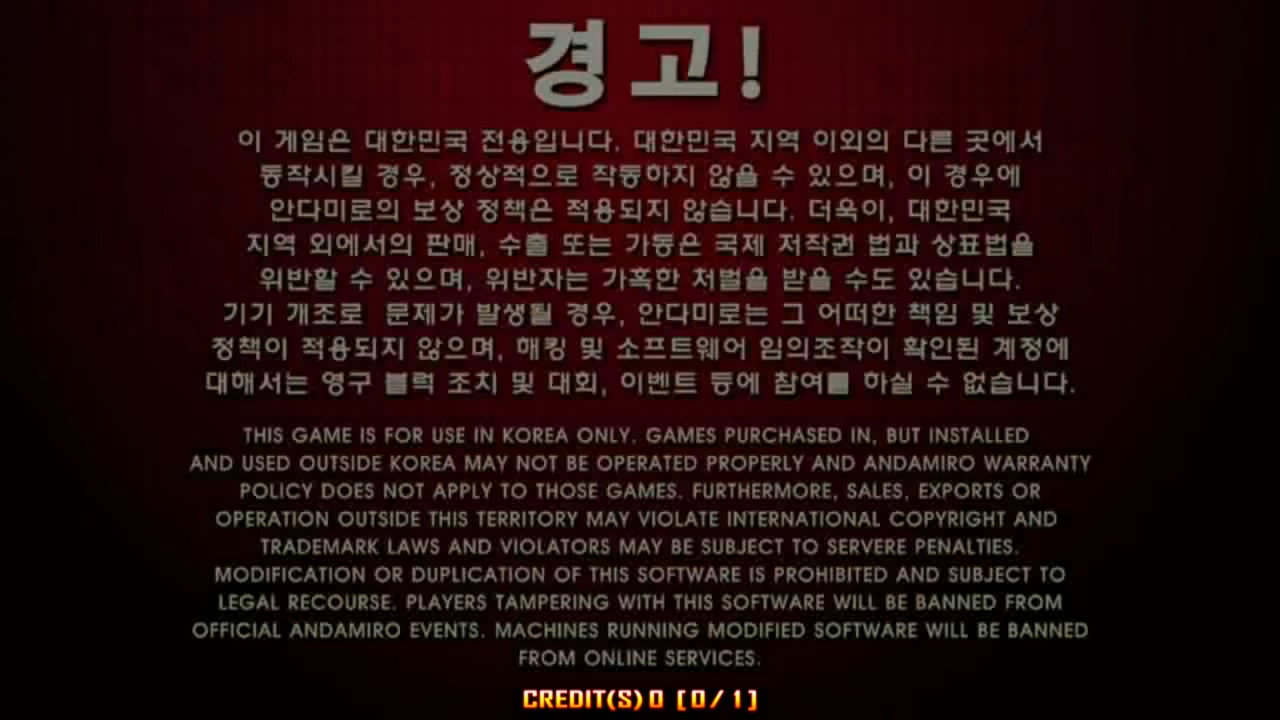 경고!
이 게임은 대한민국 전용입니다. 대한민국 지역 이외의 다른 곳에서
동작시킬 경우, 정상적으로 작동하지 않을 수 있으며, 이 경우에
안다미로의 보상 정책은 적용되지 않습니다. 더욱이, 대한민국
지역 외에서의 판매, 수출 또는 가동은 국제 저작권 법과 상표법을
위반할 수 있으며, 위반자는 가혹한 처벌을 받을 수도 있습니다.
기기 개조로 문제가 발생될 경우, 안다미로는 그 어떠한 책임 및 보상
정책이 적용되지 않으며, 해킹 및 소프트웨어 임의조작이 확인된 계정에
대해서는 영구 블럭 조치 및 대회, 이벤트 등에 참여를 하실 수 없습니다.
THIS GAME IS FOR USE IN KOREA ONLY. GAMES PURCHASED IN, BUT INSTALLED
AND USED OUTSIDE KOREA MAY NOT BE OPERATED PROPERLY AND ANDAMIRO WARRANTY
POLICY DOES NOT APPLY TO THOSE GAMES. FURTHERMORE, SALES, EXPORTS OR
OPERATION OUTSIDE THIS TERRITORY MAY VIOLATE INTERNATIONAL COPYRIGHT AND
TRADEMARK LAWS AND VIOLATORS MAY BE SUBJECT TO SERVERE PENALTIES.
MODIFICATION OR DUPLICATION OF THIS SOFTWARE IS PROHIBITED AND SUBJECT TO
LEGAL RECOURSE. PLAYERS TAMPERING WITH THIS SOFTWARE WILL BE BANNED FROM
OFFICIAL ANDAMIRO EVENTS. MACHINES RUNNING MODIFIED SOFTWARE WILL BE BANNED
FROM ONLINE SERVICES.
CREDIT(S) 0 [0/1]